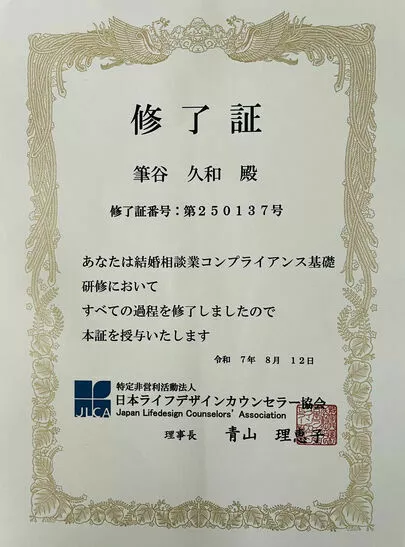 修了証
筆谷 久和 殿
修了証番号：第２５０１３７号
あなたは結婚相談業コンプライアンス基礎
研修において
すべての過程を修了しましたので
本証を授与いたします
令和 ７年 ８月 １２日
JLCA
特定非営利活動法人
日本ライフデザインカウンセラー協会
Japan Lifedesign Counselors' Association
理事長 青山 理恵子